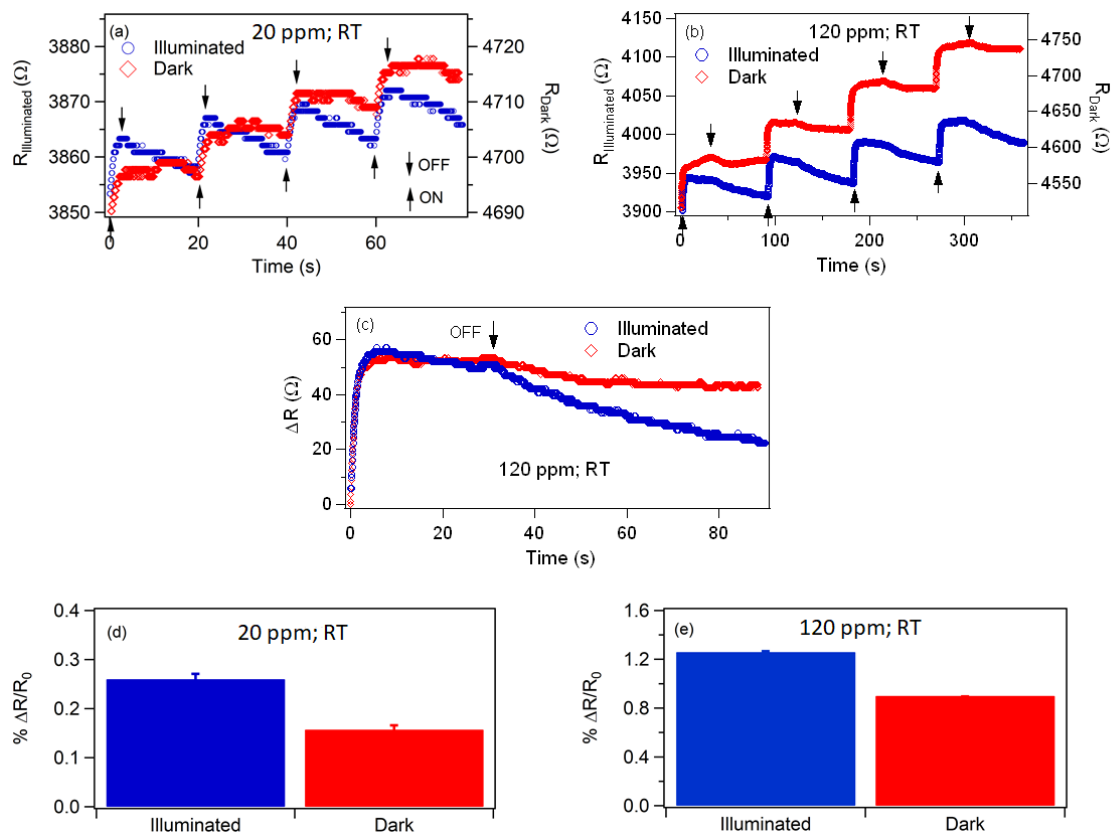 (a)
20 ppm; RT
Illuminated
Dark
R_Illuminated (Ω)
3880
3870
3860
3850
R_Dark (Ω)
4720
4710
4700
4690
OFF
ON
0
20
40
60
Time (s)
(b)
120 ppm; RT
Illuminated
Dark
R_Illuminated (Ω)
4150
4100
4050
4000
3950
3900
R_Dark (Ω)
4750
4700
4650
4600
4550
0
100
200
300
Time (s)
(c)
OFF
Illuminated
Dark
ΔR (Ω)
60
40
20
0
120 ppm; RT
0
20
40
60
80
Time (s)
(d)
20 ppm; RT
% ΔR/R₀
0.4
0.3
0.2
0.1
0.0
Illuminated
Dark
(e)
120 ppm; RT
% ΔR/R₀
1.6
1.2
0.8
0.4
0.0
Illuminated
Dark